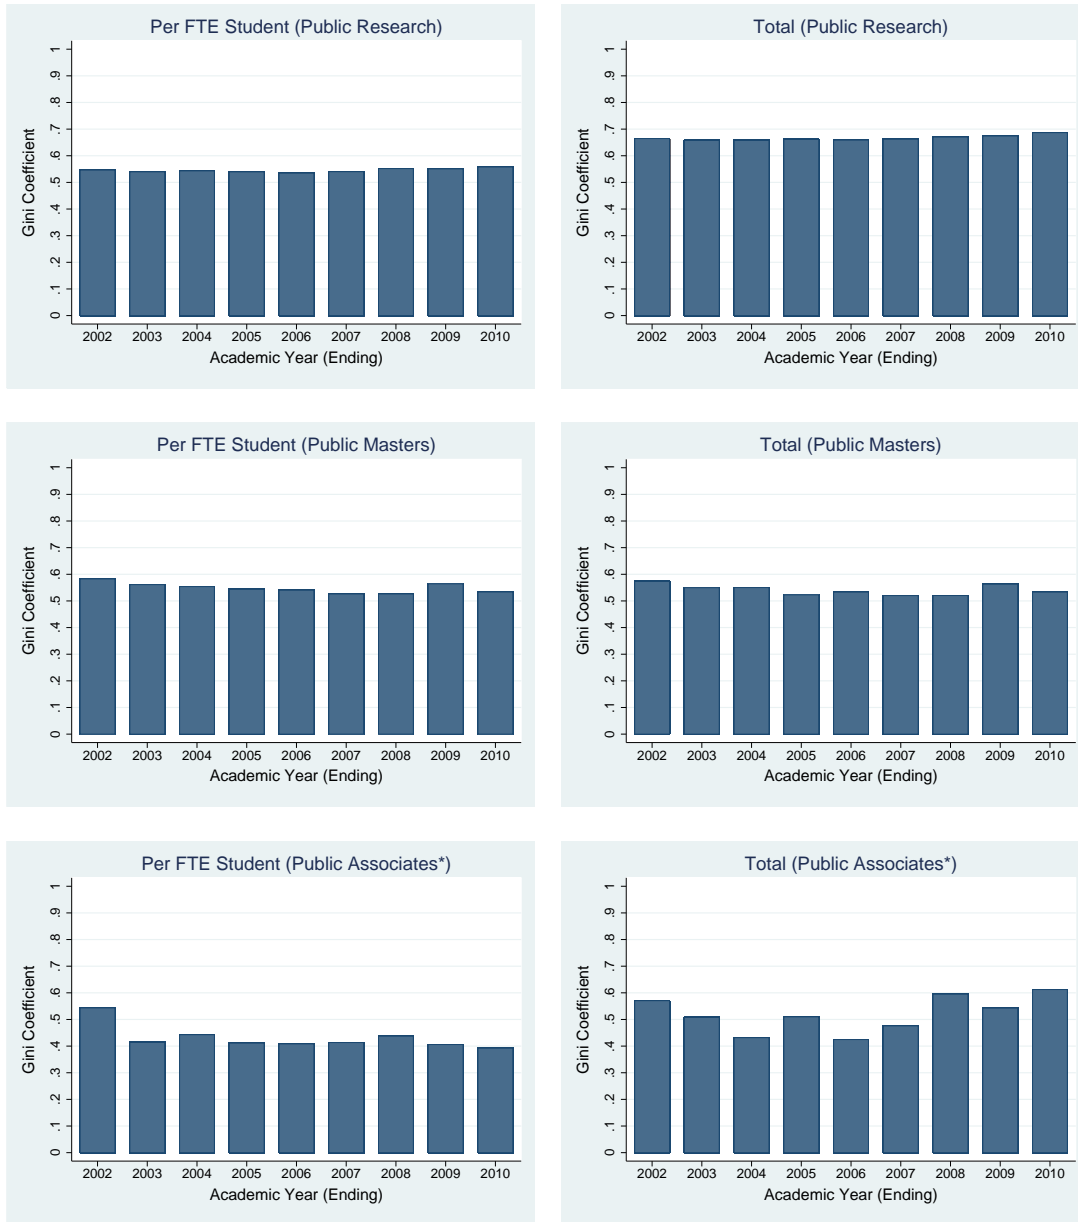 Per FTE Student (Public Research)
Gini Coefficient
1
.9
.8
.7
.6
.5
.4
.3
.2
.1
0
2002 2003 2004 2005 2006 2007 2008 2009 2010
Academic Year (Ending)
Total (Public Research)
Gini Coefficient
1
.9
.8
.7
.6
.5
.4
.3
.2
.1
0
2002 2003 2004 2005 2006 2007 2008 2009 2010
Academic Year (Ending)
Per FTE Student (Public Masters)
Gini Coefficient
1
.9
.8
.7
.6
.5
.4
.3
.2
.1
0
2002 2003 2004 2005 2006 2007 2008 2009 2010
Academic Year (Ending)
Total (Public Masters)
Gini Coefficient
1
.9
.8
.7
.6
.5
.4
.3
.2
.1
0
2002 2003 2004 2005 2006 2007 2008 2009 2010
Academic Year (Ending)
Per FTE Student (Public Associates*)
Gini Coefficient
1
.9
.8
.7
.6
.5
.4
.3
.2
.1
0
2002 2003 2004 2005 2006 2007 2008 2009 2010
Academic Year (Ending)
Total (Public Associates*)
Gini Coefficient
1
.9
.8
.7
.6
.5
.4
.3
.2
.1
0
2002 2003 2004 2005 2006 2007 2008 2009 2010
Academic Year (Ending)